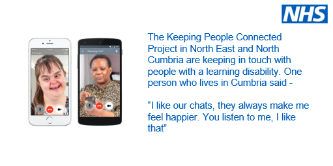 NHS
The Keeping People Connected
Project in North East and North
Cumbria are keeping in touch with
people with a learning disability. One
person who lives in Cumbria said -
"I like our chats, they always make me
feel happier. You listen to me, I like
that"